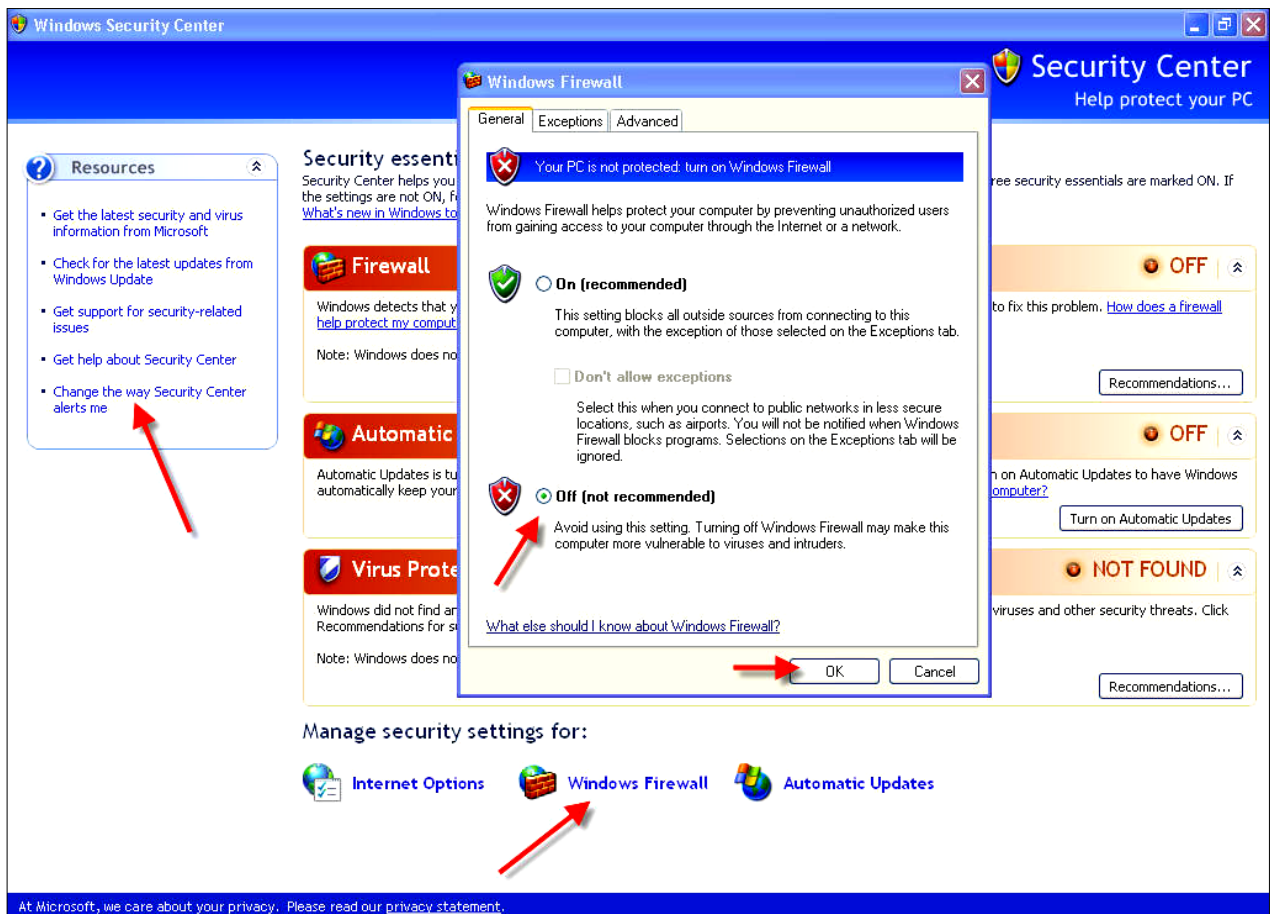 Windows Security Center
Security Center
Help protect your PC
Resources
Get the latest security and virus
information from Microsoft
Check for the latest updates from
Windows Update
Get support for security-related
issues
Get help about Security Center
Change the way Security Center
alerts me
Security essenti
Security Center helps you
ree security essentials are marked ON. If
the settings are not ON, f
What's new in Windows to
Firewall
OFF
Windows detects that y
to fix this problem. How does a firewall
help protect my comput
Note: Windows does no
Recommendations...
Automatic
OFF
Automatic Updates is tu
n on Automatic Updates to have Windows
automatically keep your
omputer?
Turn on Automatic Updates
Virus Prote
NOT FOUND
Windows did not find an
viruses and other security threats. Click
Recommendations for s
Note: Windows does no
Recommendations...
Windows Firewall
General Exceptions Advanced
Your PC is not protected: turn on Windows Firewall
Windows Firewall helps protect your computer by preventing unauthorized users
from gaining access to your computer through the Internet or a network.
On (recommended)
This setting blocks all outside sources from connecting to this
computer, with the exception of those selected on the Exceptions tab.
Don't allow exceptions
Select this when you connect to public networks in less secure
locations, such as airports. You will not be notified when Windows
Firewall blocks programs. Selections on the Exceptions tab will be
ignored.
Off (not recommended)
Avoid using this setting. Turning off Windows Firewall may make this
computer more vulnerable to viruses and intruders.
What else should I know about Windows Firewall?
OK Cancel
Manage security settings for:
Internet Options Windows Firewall Automatic Updates
At Microsoft, we care about your privacy. Please read our privacy statement.